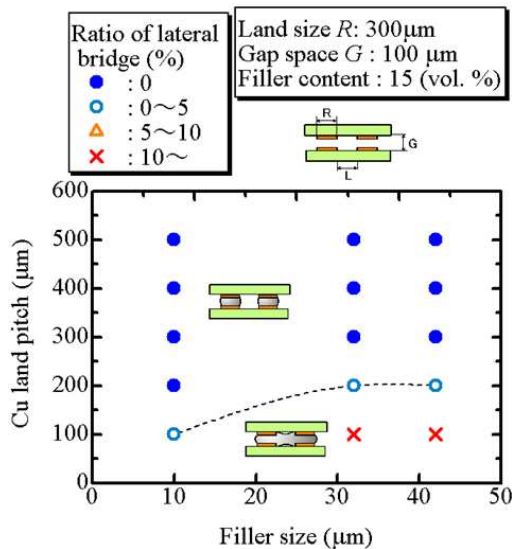 Ratio of lateral
bridge (%)
: 0
: 0～5
: 5～10
: 10～
Land size R: 300μm
Gap space G : 100 μm
Filler content : 15 (vol. %)
R
G
L
600
500
400
300
200
100
0
10
20
30
40
50
Cu land pitch (μm)
Filler size (μm)